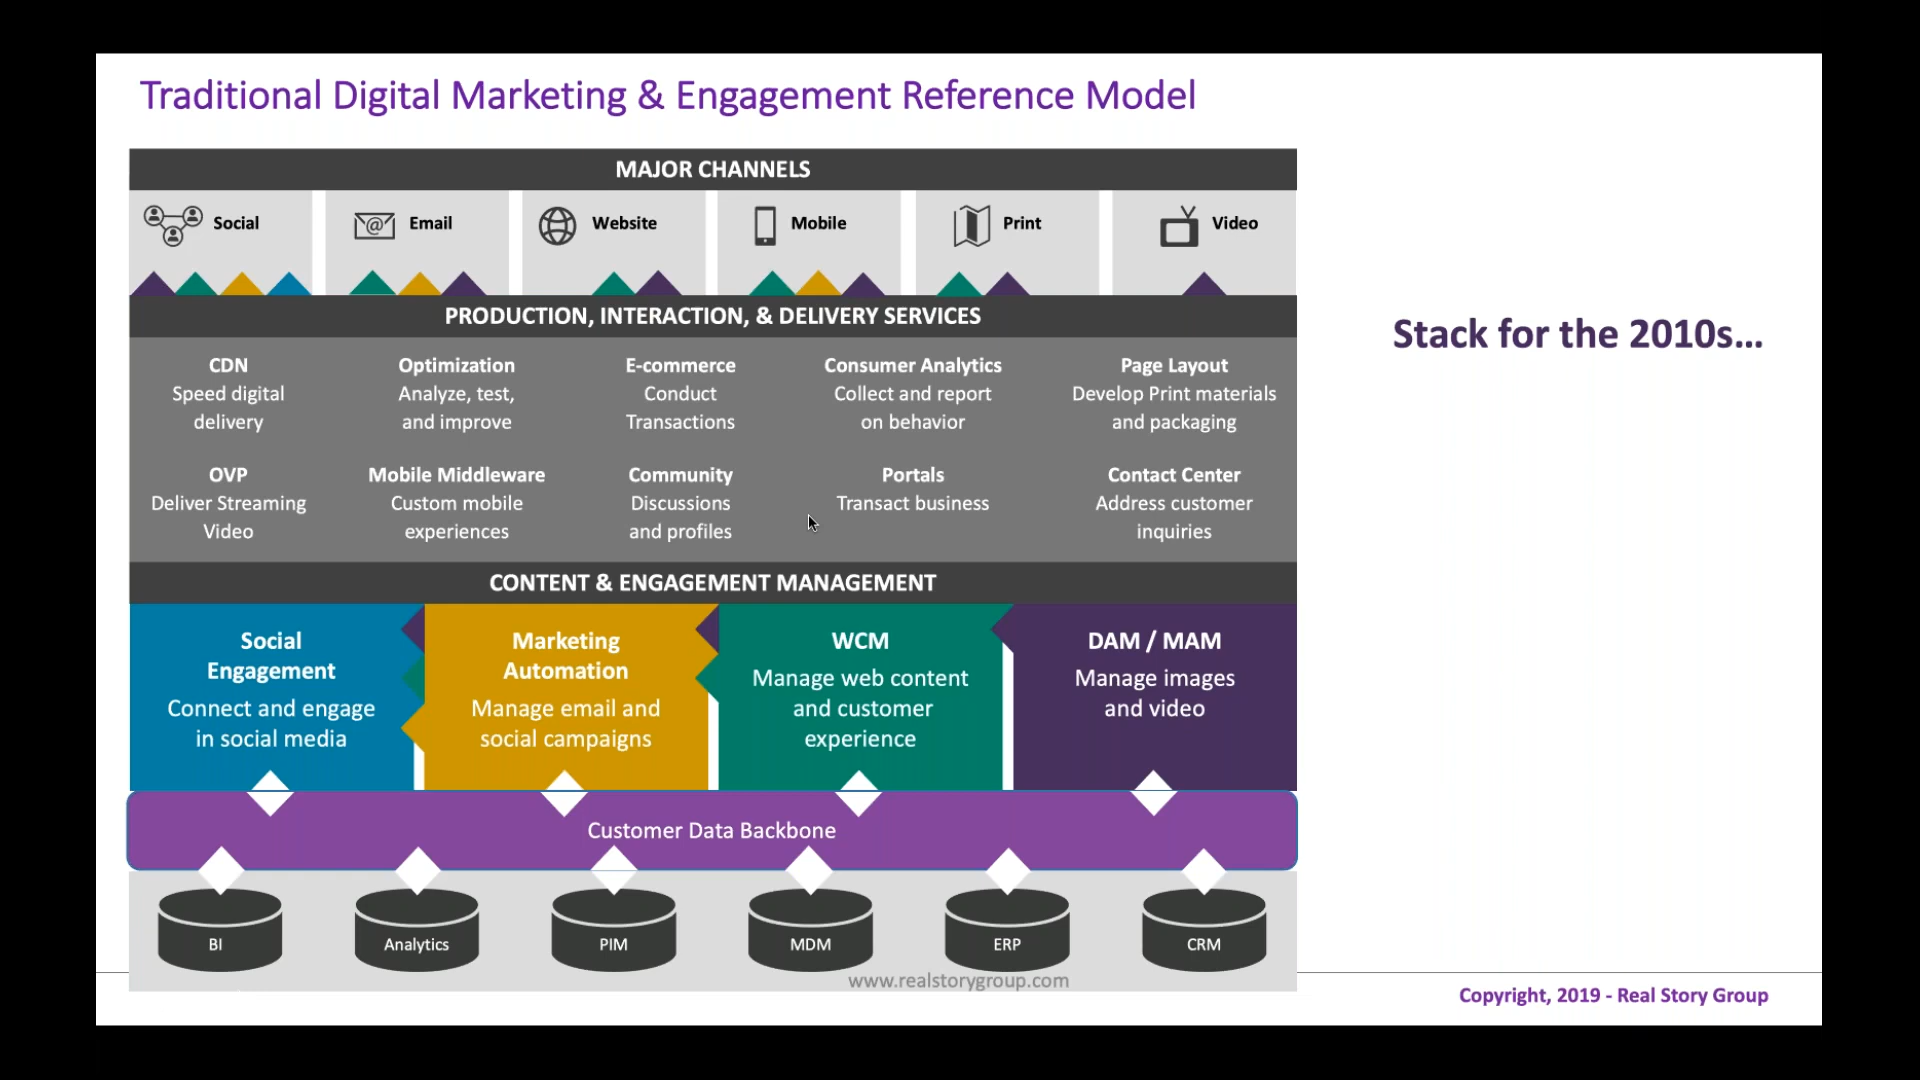 Traditional Digital Marketing & Engagement Reference Model
MAJOR CHANNELS
Social
Email
Website
Mobile
Print
Video
PRODUCTION, INTERACTION, & DELIVERY SERVICES
Stack for the 2010s...
CDN
Speed digital
delivery
Optimization
Analyze, test,
and improve
E-commerce
Conduct
Transactions
Consumer Analytics
Collect and report
on behavior
Page Layout
Develop Print materials
and packaging
OVP
Deliver Streaming
Video
Mobile Middleware
Custom mobile
experiences
Community
Discussions
and profiles
Portals
Transact business
Contact Center
Address customer
inquiries
CONTENT & ENGAGEMENT MANAGEMENT
Social
Engagement
Connect and engage
in social media
Marketing
Automation
Manage email and
social campaigns
WCM
Manage web content
and customer
experience
DAM / MAM
Manage images
and video
Customer Data Backbone
BI
Analytics
PIM
MDM
ERP
CRM
www.realstorygroup.com
Copyright, 2019 - Real Story Group